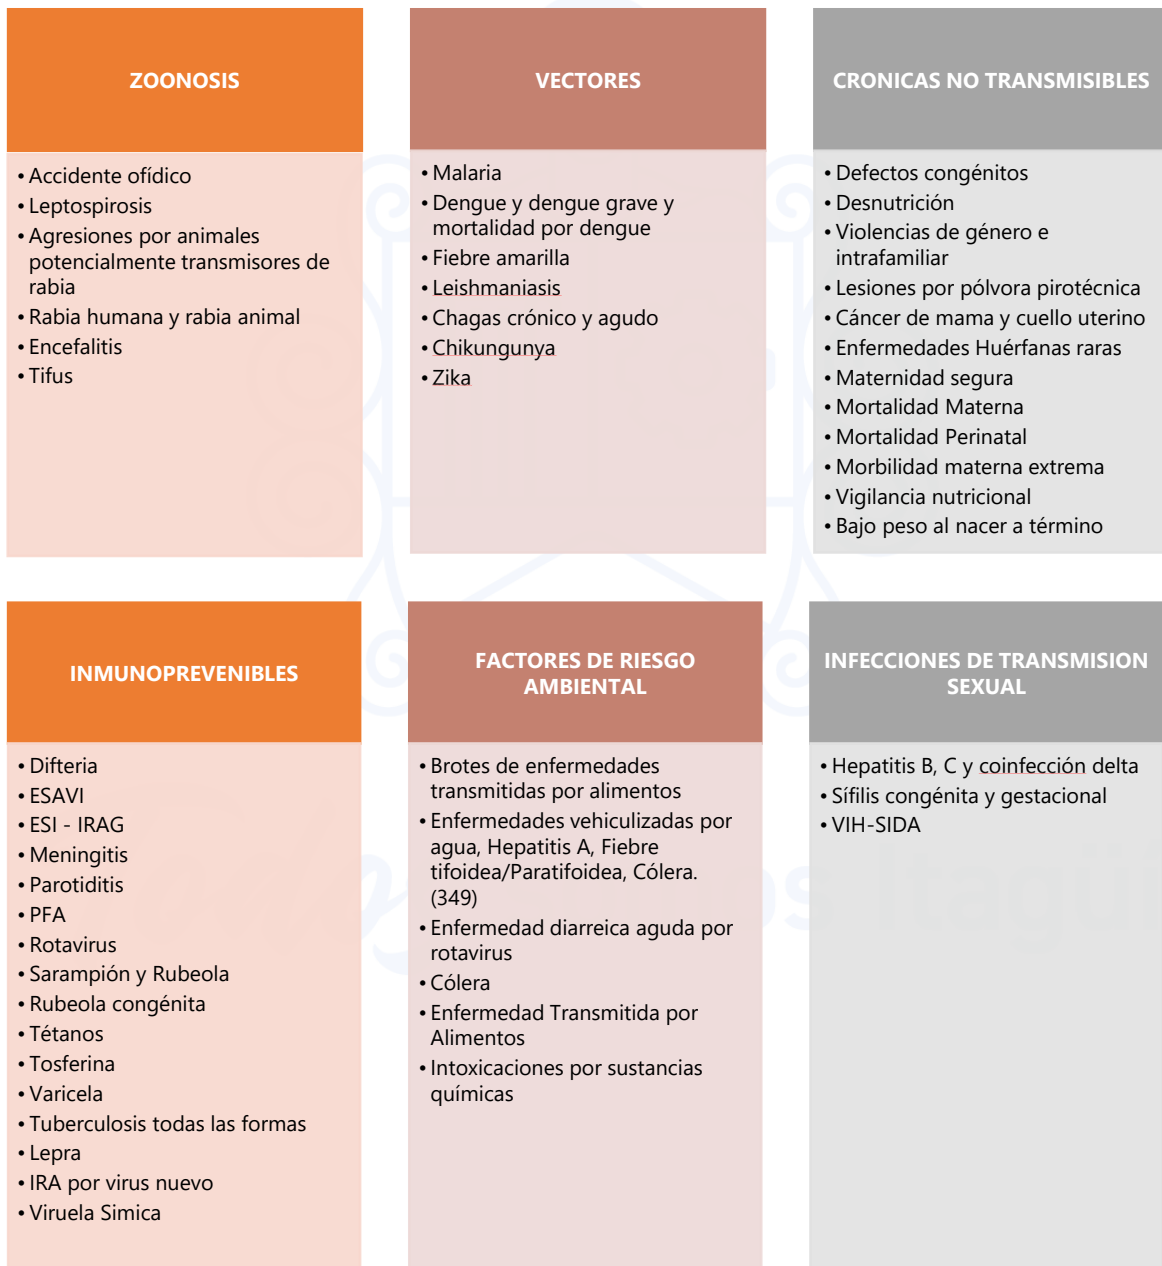 ZOONOSIS
• Accidente ofídico
• Leptospirosis
• Agresiones por animales
potencialmente transmisores de
rabia
• Rabia humana y rabia animal
• Encefalitis
• Tifus
VECTORES
• Malaria
• Dengue y dengue grave y
mortalidad por dengue
• Fiebre amarilla
• Leishmaniasis
• Chagas crónico y agudo
• Chikungunya
• Zika
CRONICAS NO TRANSMISIBLES
• Defectos congénitos
• Desnutrición
• Violencias de género e
intrafamiliar
• Lesiones por pólvora pirotécnica
• Cáncer de mama y cuello uterino
• Enfermedades Huérfanas raras
• Maternidad segura
• Mortalidad Materna
• Mortalidad Perinatal
• Morbilidad materna extrema
• Vigilancia nutricional
• Bajo peso al nacer a término
INMUNOPREVENIBLES
• Difteria
• ESAVI
• ESI - IRAG
• Meningitis
• Parotiditis
• PFA
• Rotavirus
• Sarampión y Rubeola
• Rubeola congénita
• Tétanos
• Tosferina
• Varicela
• Tuberculosis todas las formas
• Lepra
• IRA por virus nuevo
• Viruela Simica
FACTORES DE RIESGO
AMBIENTAL
• Brotes de enfermedades
transmitidas por alimentos
• Enfermedades vehiculizadas por
agua, Hepatitis A, Fiebre
tifoidea/Paratifoidea, Cólera.
(349)
• Enfermedad diarreica aguda por
rotavirus
• Cólera
• Enfermedad Transmitida por
Alimentos
• Intoxicaciones por sustancias
químicas
INFECCIONES DE TRANSMISION
SEXUAL
• Hepatitis B, C y coinfección delta
• Sífilis congénita y gestacional
• VIH-SIDA